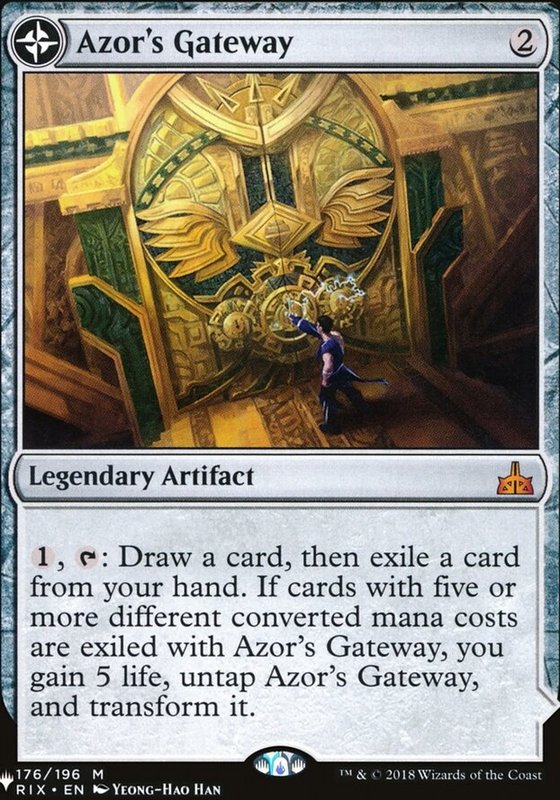 Azor's Gateway 2
Legendary Artifact
1, : Draw a card, then exile a card
from your hand. If cards with five or
more different converted mana costs
are exiled with Azor's Gateway, you
gain 5 life, untap Azor's Gateway,
and transform it.
176/196 M
RIX • EN Yeong-Hao Han
™ & © 2018 Wizards of the Coast